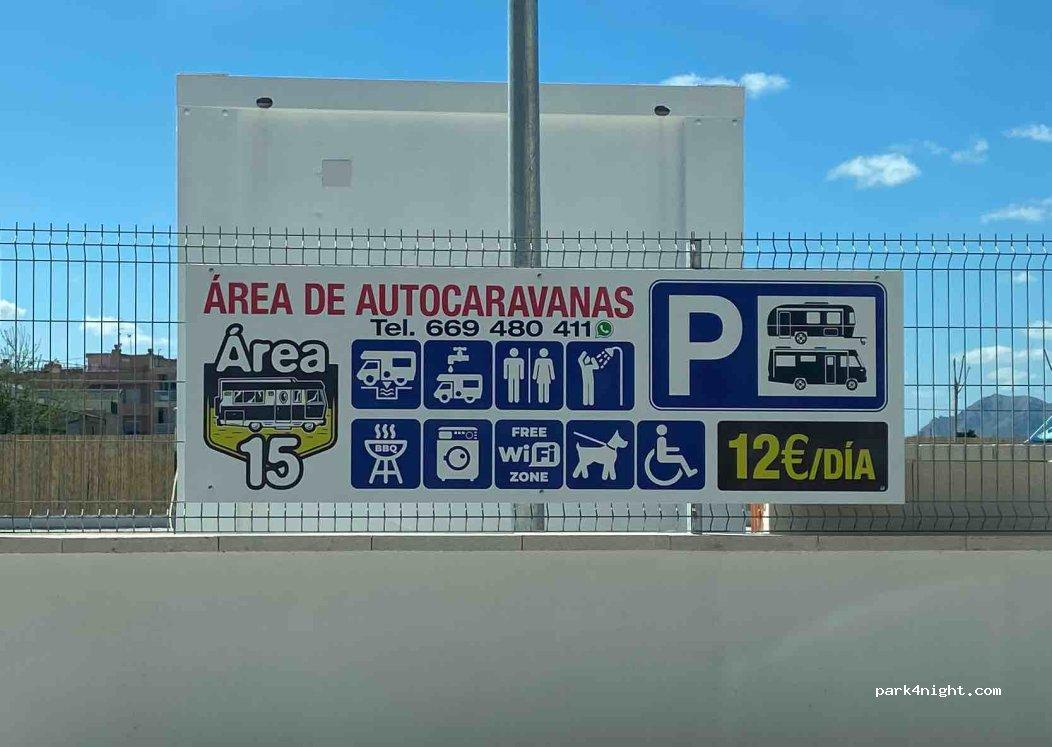 ÁREA DE AUTOCARAVANAS
Tel. 669 480 411
Área
15
BBQ
FREE
WiFi
ZONE
P
12€/DÍA
park4night.com